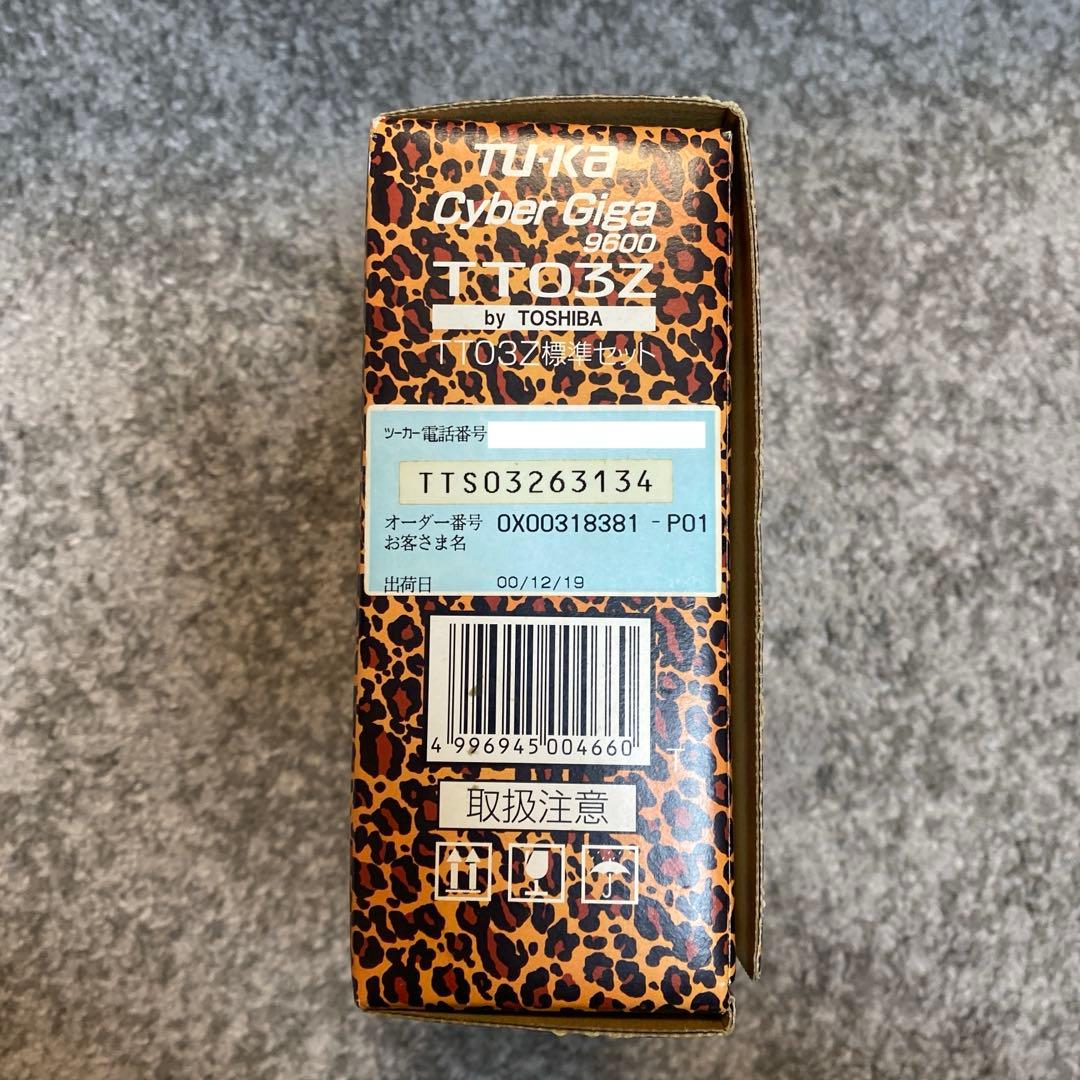 TU-Ka
Cyber Giga
9600
TT03Z
by TOSHIBA
TT03Z標準セット
ツーカー電話番号
TTS03263134
オーダー番号 0X00318381 - P01
お客さま名
出荷日 00/12/19
4 996945 004660
取扱注意